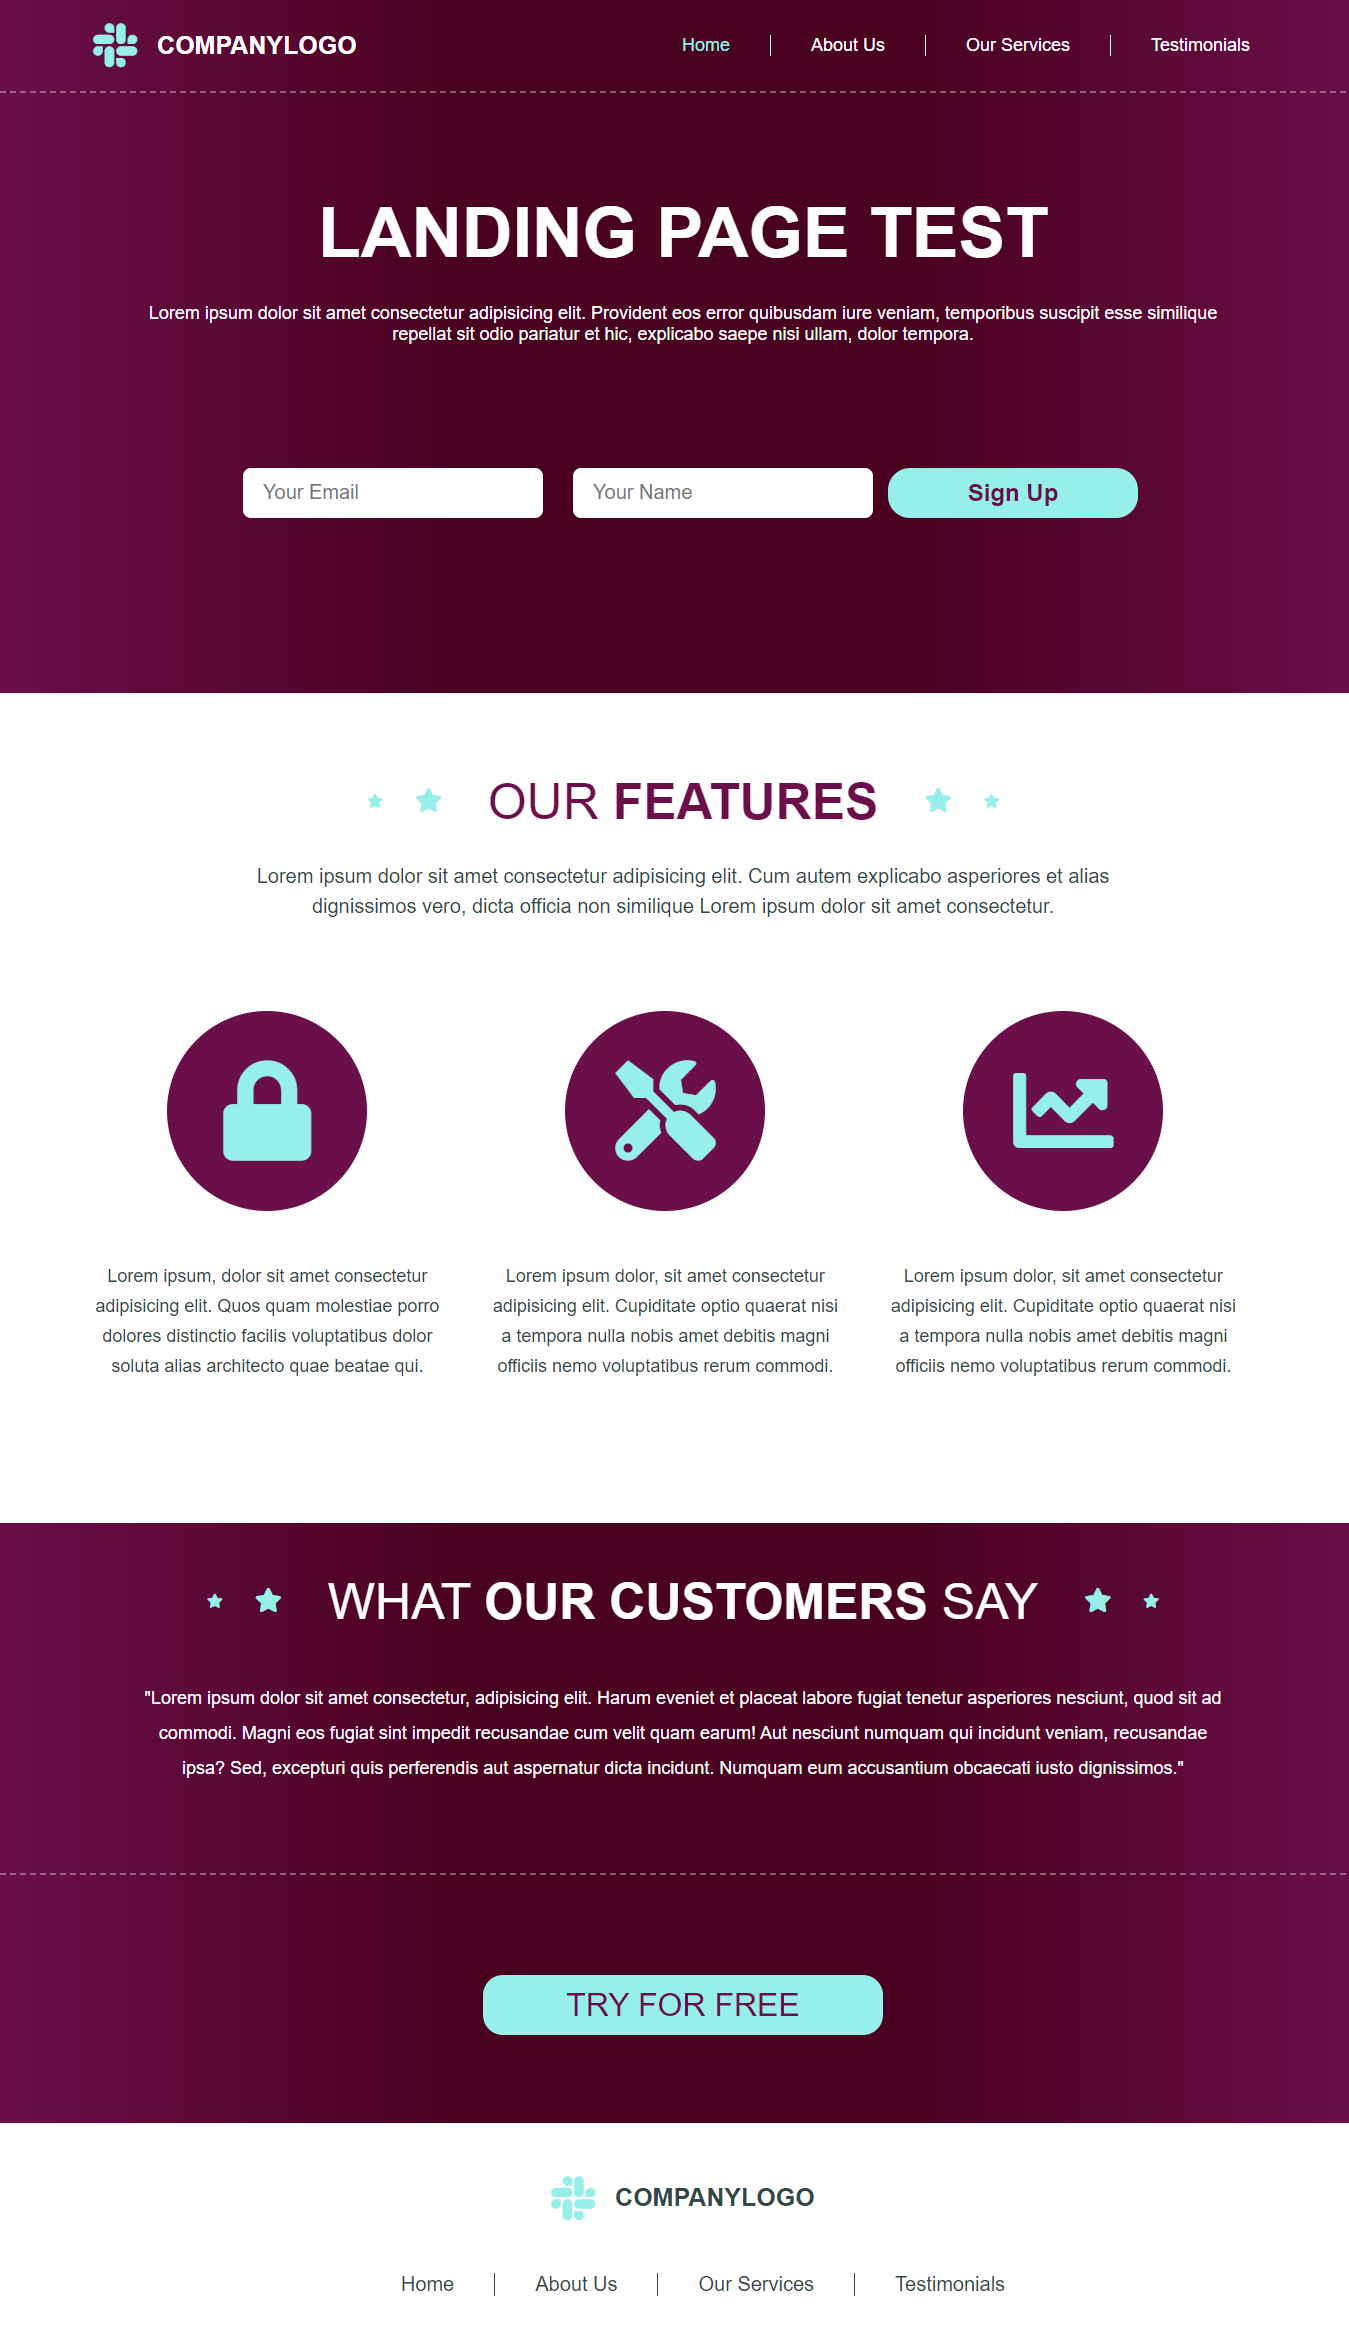 COMPANYLOGO
Home
About Us
Our Services
Testimonials
LANDING PAGE TEST
Lorem ipsum dolor sit amet consectetur adipisicing elit. Provident eos error quibusdam iure veniam, temporibus suscipit esse similique
repellat sit odio pariatur et hic, explicabo saepe nisi ullam, dolor tempora.
Your Email
Your Name
Sign Up
OUR FEATURES
Lorem ipsum dolor sit amet consectetur adipisicing elit. Cum autem explicabo asperiores et alias
dignissimos vero, dicta officia non similique Lorem ipsum dolor sit amet consectetur.
Lorem ipsum, dolor sit amet consectetur
adipisicing elit. Quos quam molestiae porro
dolores distinctio facilis voluptatibus dolor
soluta alias architecto quae beatae qui.
Lorem ipsum dolor, sit amet consectetur
adipisicing elit. Cupiditate optio quaerat nisi
a tempora nulla nobis amet debitis magni
officiis nemo voluptatibus rerum commodi.
Lorem ipsum dolor, sit amet consectetur
adipisicing elit. Cupiditate optio quaerat nisi
a tempora nulla nobis amet debitis magni
officiis nemo voluptatibus rerum commodi.
WHAT OUR CUSTOMERS SAY
"Lorem ipsum dolor sit amet consectetur, adipisicing elit. Harum eveniet et placeat labore fugiat tenetur asperiores nesciunt, quod sit ad
commodi. Magni eos fugiat sint impedit recusandae cum velit quam earum! Aut nesciunt numquam qui incidunt veniam, recusandae
ipsa? Sed, excepturi quis perferendis aut aspernatur dicta incidunt. Numquam eum accusantium obcaecati iusto dignissimos."
TRY FOR FREE
COMPANYLOGO
Home
About Us
Our Services
Testimonials